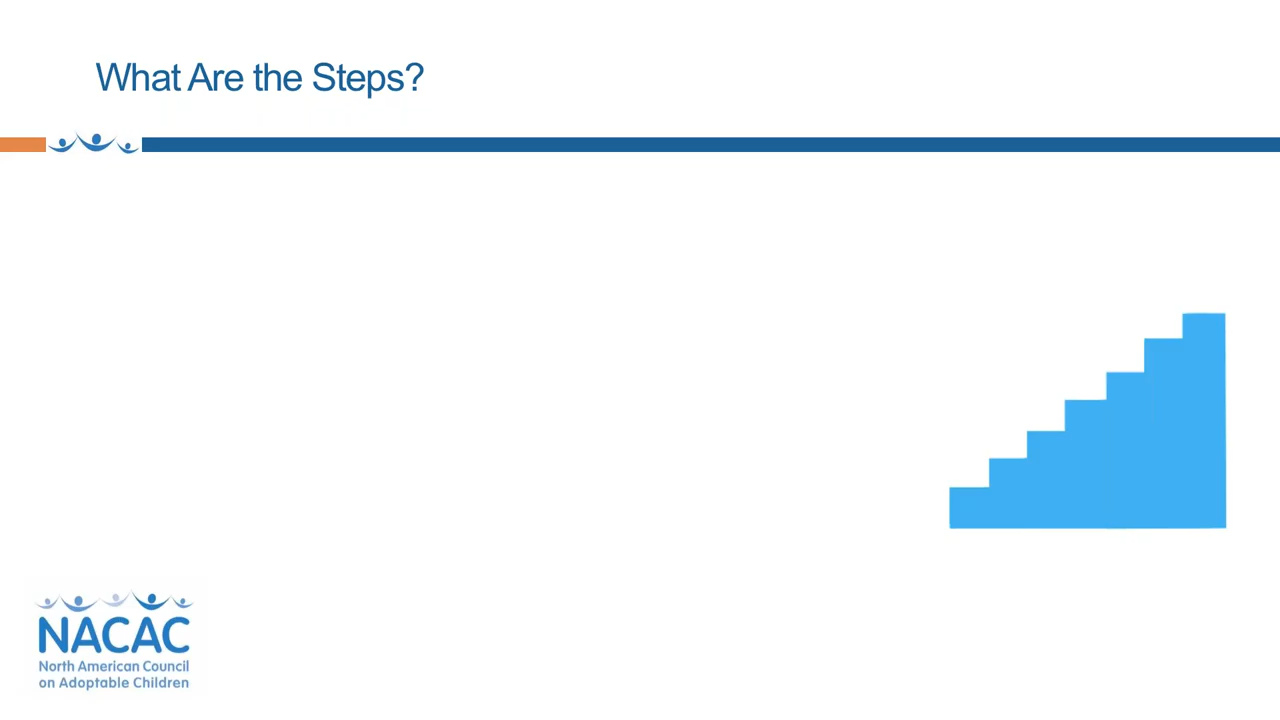 What Are the Steps?
NACAC
North American Council
on Adoptable Children